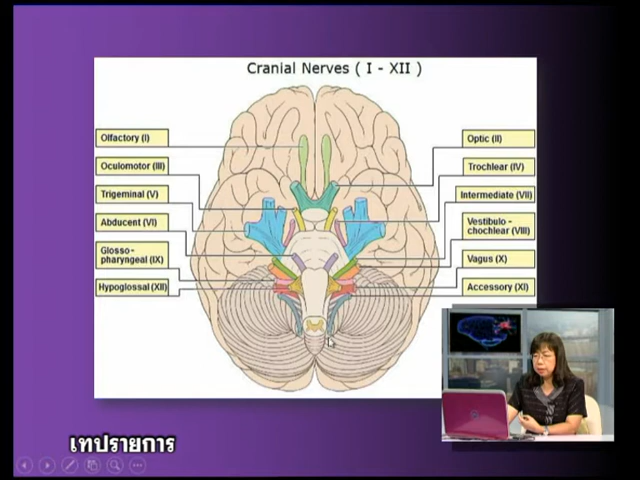 Cranial Nerves ( I - XII )
Olfactory (I)
Oculomotor (III)
Trigeminal (V)
Abducent (VI)
Glosso-
pharyngeal (IX)
Hypoglossal (XII)
Optic (II)
Trochlear (IV)
Intermediate (VII)
Vestibulo -
chochlear (VIII)
Vagus (X)
Accessory (XI)
เทปรายการ